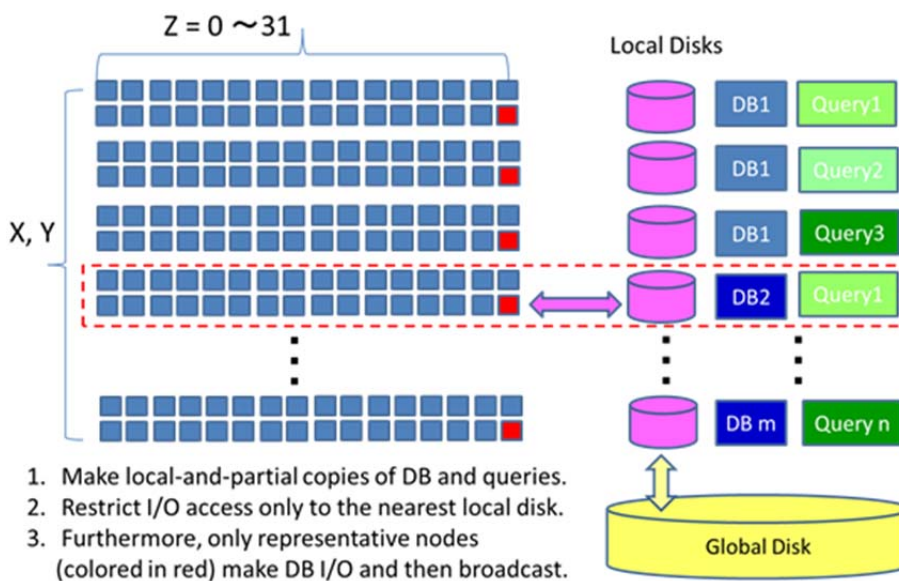 Z = 0 ～31
Local Disks
DB1 Query1
DB1 Query2
X, Y
DB1 Query3
DB2 Query1
DB m Query n
1. Make local-and-partial copies of DB and queries.
2. Restrict I/O access only to the nearest local disk.
3. Furthermore, only representative nodes
(colored in red) make DB I/O and then broadcast.
Global Disk